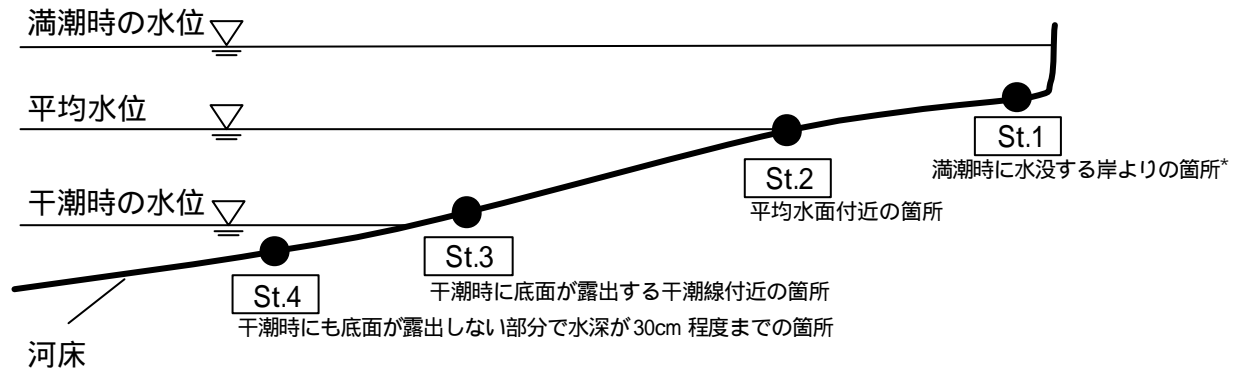 満潮時の水位
平均水位
St.1
満潮時に水没する岸よりの箇所*
St.2
平均水面付近の箇所
干潮時の水位
St.3
干潮時に底面が露出する干潮線付近の箇所
St.4
干潮時にも底面が露出しない部分で水深が30cm 程度までの箇所
河床